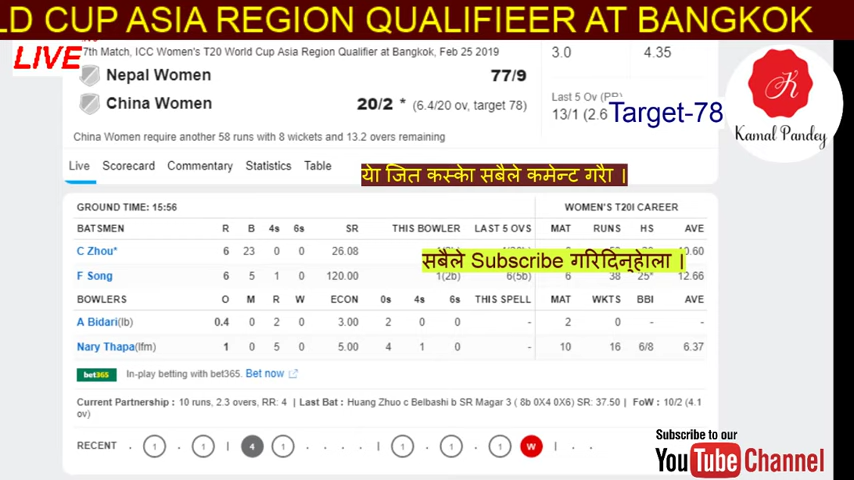 LD CUP ASIA REGION QUALIFIEER AT BANGKOK
LIVE
7th Match, ICC Women's T20 World Cup Asia Region Qualifier at Bangkok, Feb 25 2019
3.0 4.35
Nepal Women 77/9
China Women 20/2 * (6.4/20 ov, target 78)
Last 5 Ov (RR)
13/1 (2.6
Target-78
Kamal Pandey
China Women require another 58 runs with 8 wickets and 13.2 overs remaining
Live Scorecard Commentary Statistics Table
येा जित कस्केा सबैले कमेन्ट गरौ ।
GROUND TIME: 15:56 WOMEN'S T20I CAREER
BATSMEN R B 4s 6s SR THIS BOWLER LAST 5 OVS MAT RUNS HS AVE
C Zhou* 6 23 0 0 26.08
सबैले Subscribe गरिदिन्हेाला ।
F Song 6 5 1 0 120.00 1(2b) 6(5b) 6 38 25* 12.66
BOWLERS O M R W ECON 0s 4s 6s THIS SPELL MAT WKTS BBI AVE
A Bidari(lb) 0.4 0 2 0 3.00 2 0 0 - 2 0 - -
Nary Thapa(lfm) 1 0 5 0 5.00 4 1 0 - 10 16 6/8 6.37
bet365 In-play betting with bet365. Bet now
Current Partnership : 10 runs, 2.3 overs, RR: 4 | Last Bat : Huang Zhuo c Belbashi b SR Magar 3 ( 8b 0X4 0X6) SR: 37.50 | FoW : 10/2 (4.1
ov)
RECENT . 1 . 1 | 4 1 . . . . | 1 . 1 . 1 W | . .
Subscribe to our
YouTube Channel